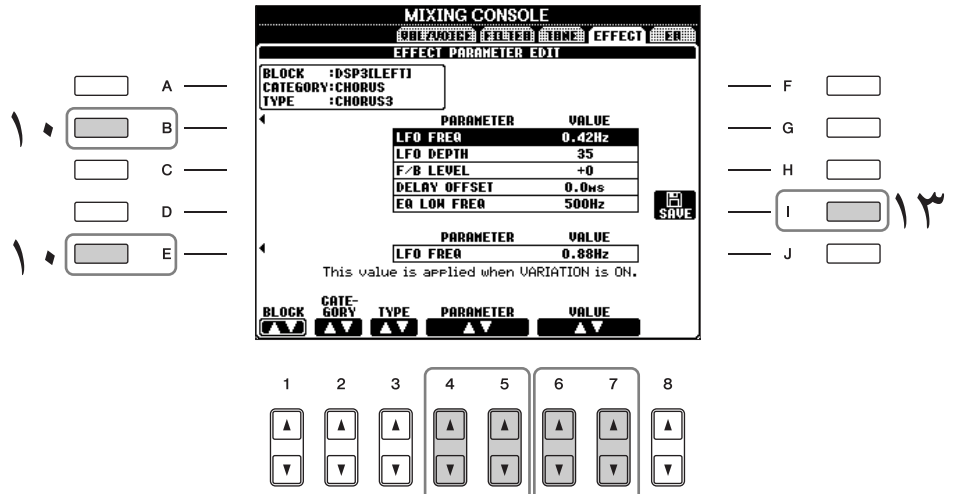 MIXING CONSOLE
VOL/VOICE FILTER TUNE EFFECT EQ
EFFECT PARAMETER EDIT
BLOCK :DSP3[LEFT]
CATEGORY:CHORUS
TYPE :CHORUS3
PARAMETER VALUE
LFO FREQ 0.42Hz
LFO DEPTH 35
F/B LEVEL +0
DELAY OFFSET 0.0ms
EQ LOW FREQ 500Hz
SAVE
PARAMETER VALUE
LFO FREQ 0.88Hz
This value is applied when VARIATION is ON.
BLOCK CATE-GORY TYPE PARAMETER VALUE
A
B
C
D
E
F
G
H
I
J
١٠
١٠
١٣
1 2 3 4 5 6 7 8